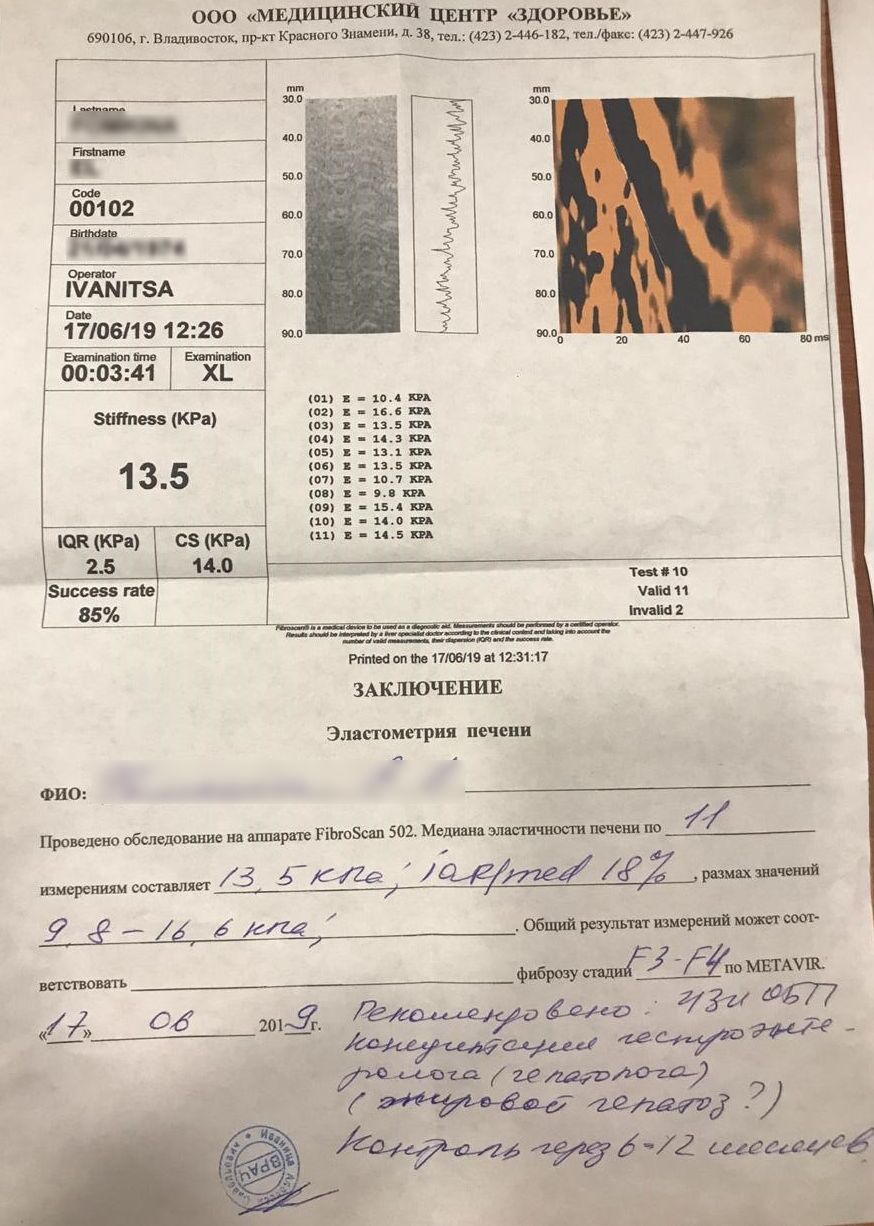 ООО «МЕДИЦИНСКИЙ ЦЕНТР «ЗДОРОВЬЕ»
690106, г. Владивосток, пр-кт Красного Знамени, д. 38, тел.: (423) 2-446-182, тел./факс: (423) 2-447-926
Lastname
Firstname
Code
00102
Birthdate
Operator
IVANITSA
Date
17/06/19 12:26
Examination time
00:03:41
Examination
XL
Stiffness (KPa)
13.5
IQR (KPa)
2.5
CS (KPa)
14.0
Success rate
85%
mm
30.0
40.0
50.0
60.0
70.0
80.0
90.0
mm
30.0
40.0
50.0
60.0
70.0
80.0
90.0
0 20 40 60 80 ms
(01) E = 10.4 KPA
(02) E = 16.6 KPA
(03) E = 13.5 KPA
(04) E = 14.3 KPA
(05) E = 13.1 KPA
(06) E = 13.5 KPA
(07) E = 10.7 KPA
(08) E = 9.8 KPA
(09) E = 15.4 KPA
(10) E = 14.0 KPA
(11) E = 14.5 KPA
Test # 10
Valid 11
Invalid 2
Fibroscan® is a medical device to be used as a diagnostic aid. Measurements should be performed by a certified operator.
Results should be interpreted by a liver specialist doctor according to the clinical context and taking into account the
number of valid measurements, their dispersion (IQR) and the success rate.
Printed on the 17/06/19 at 12:31:17
ЗАКЛЮЧЕНИЕ
Эластометрия печени
ФИО:
Проведено обследование на аппарате FibroScan 502. Медиана эластичности печени по 11
измерениям составляет 13,5 кПа; iQR/med 18%, размах значений
9,8 – 16,6 кПа; . Общий результат измерений может соот-
ветствовать фиброзу стадии F3-F4 по METAVIR.
«17» 06 2019 г.
Рекомендовано: УЗИ ОБП
консультация гастроэнте-
ролога (гепатолога)
(жировой гепатоз?)
Контроль через 6-12 месяцев
Иваница
ВРАЧ